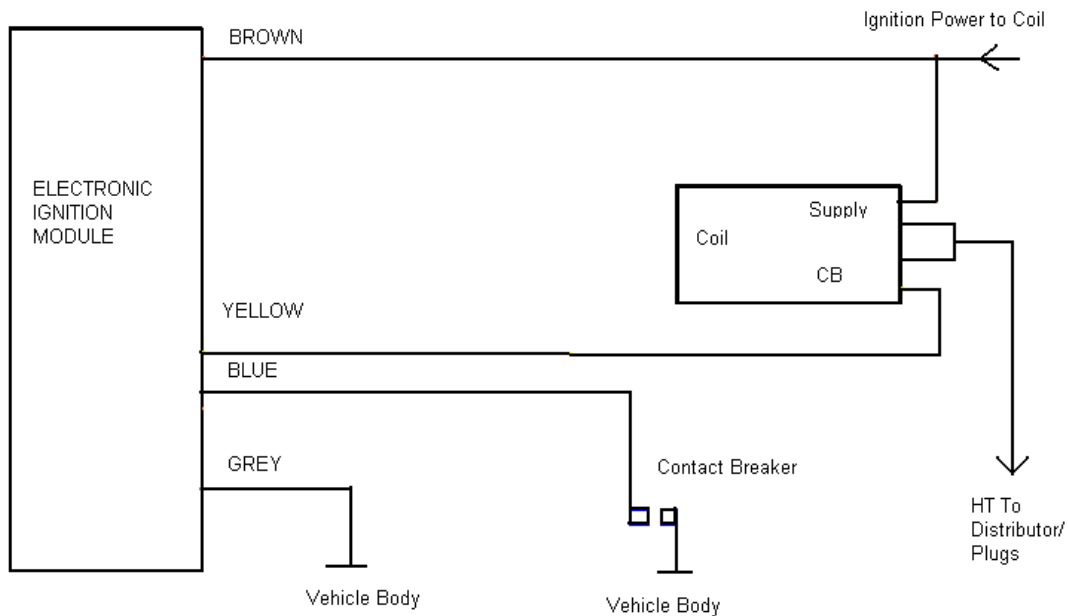 Ignition Power to Coil
BROWN
ELECTRONIC
IGNITION
MODULE
Supply
Coil
CB
YELLOW
BLUE
GREY
Contact Breaker
HT To
Distributor/
Plugs
Vehicle Body
Vehicle Body